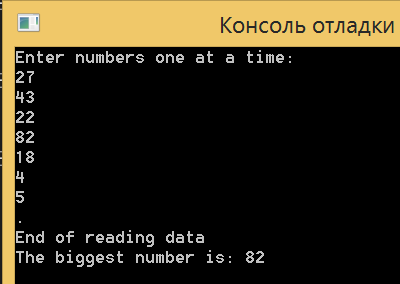 Консоль отладки
Enter numbers one at a time:
27
43
22
82
18
4
5
.
End of reading data
The biggest number is: 82